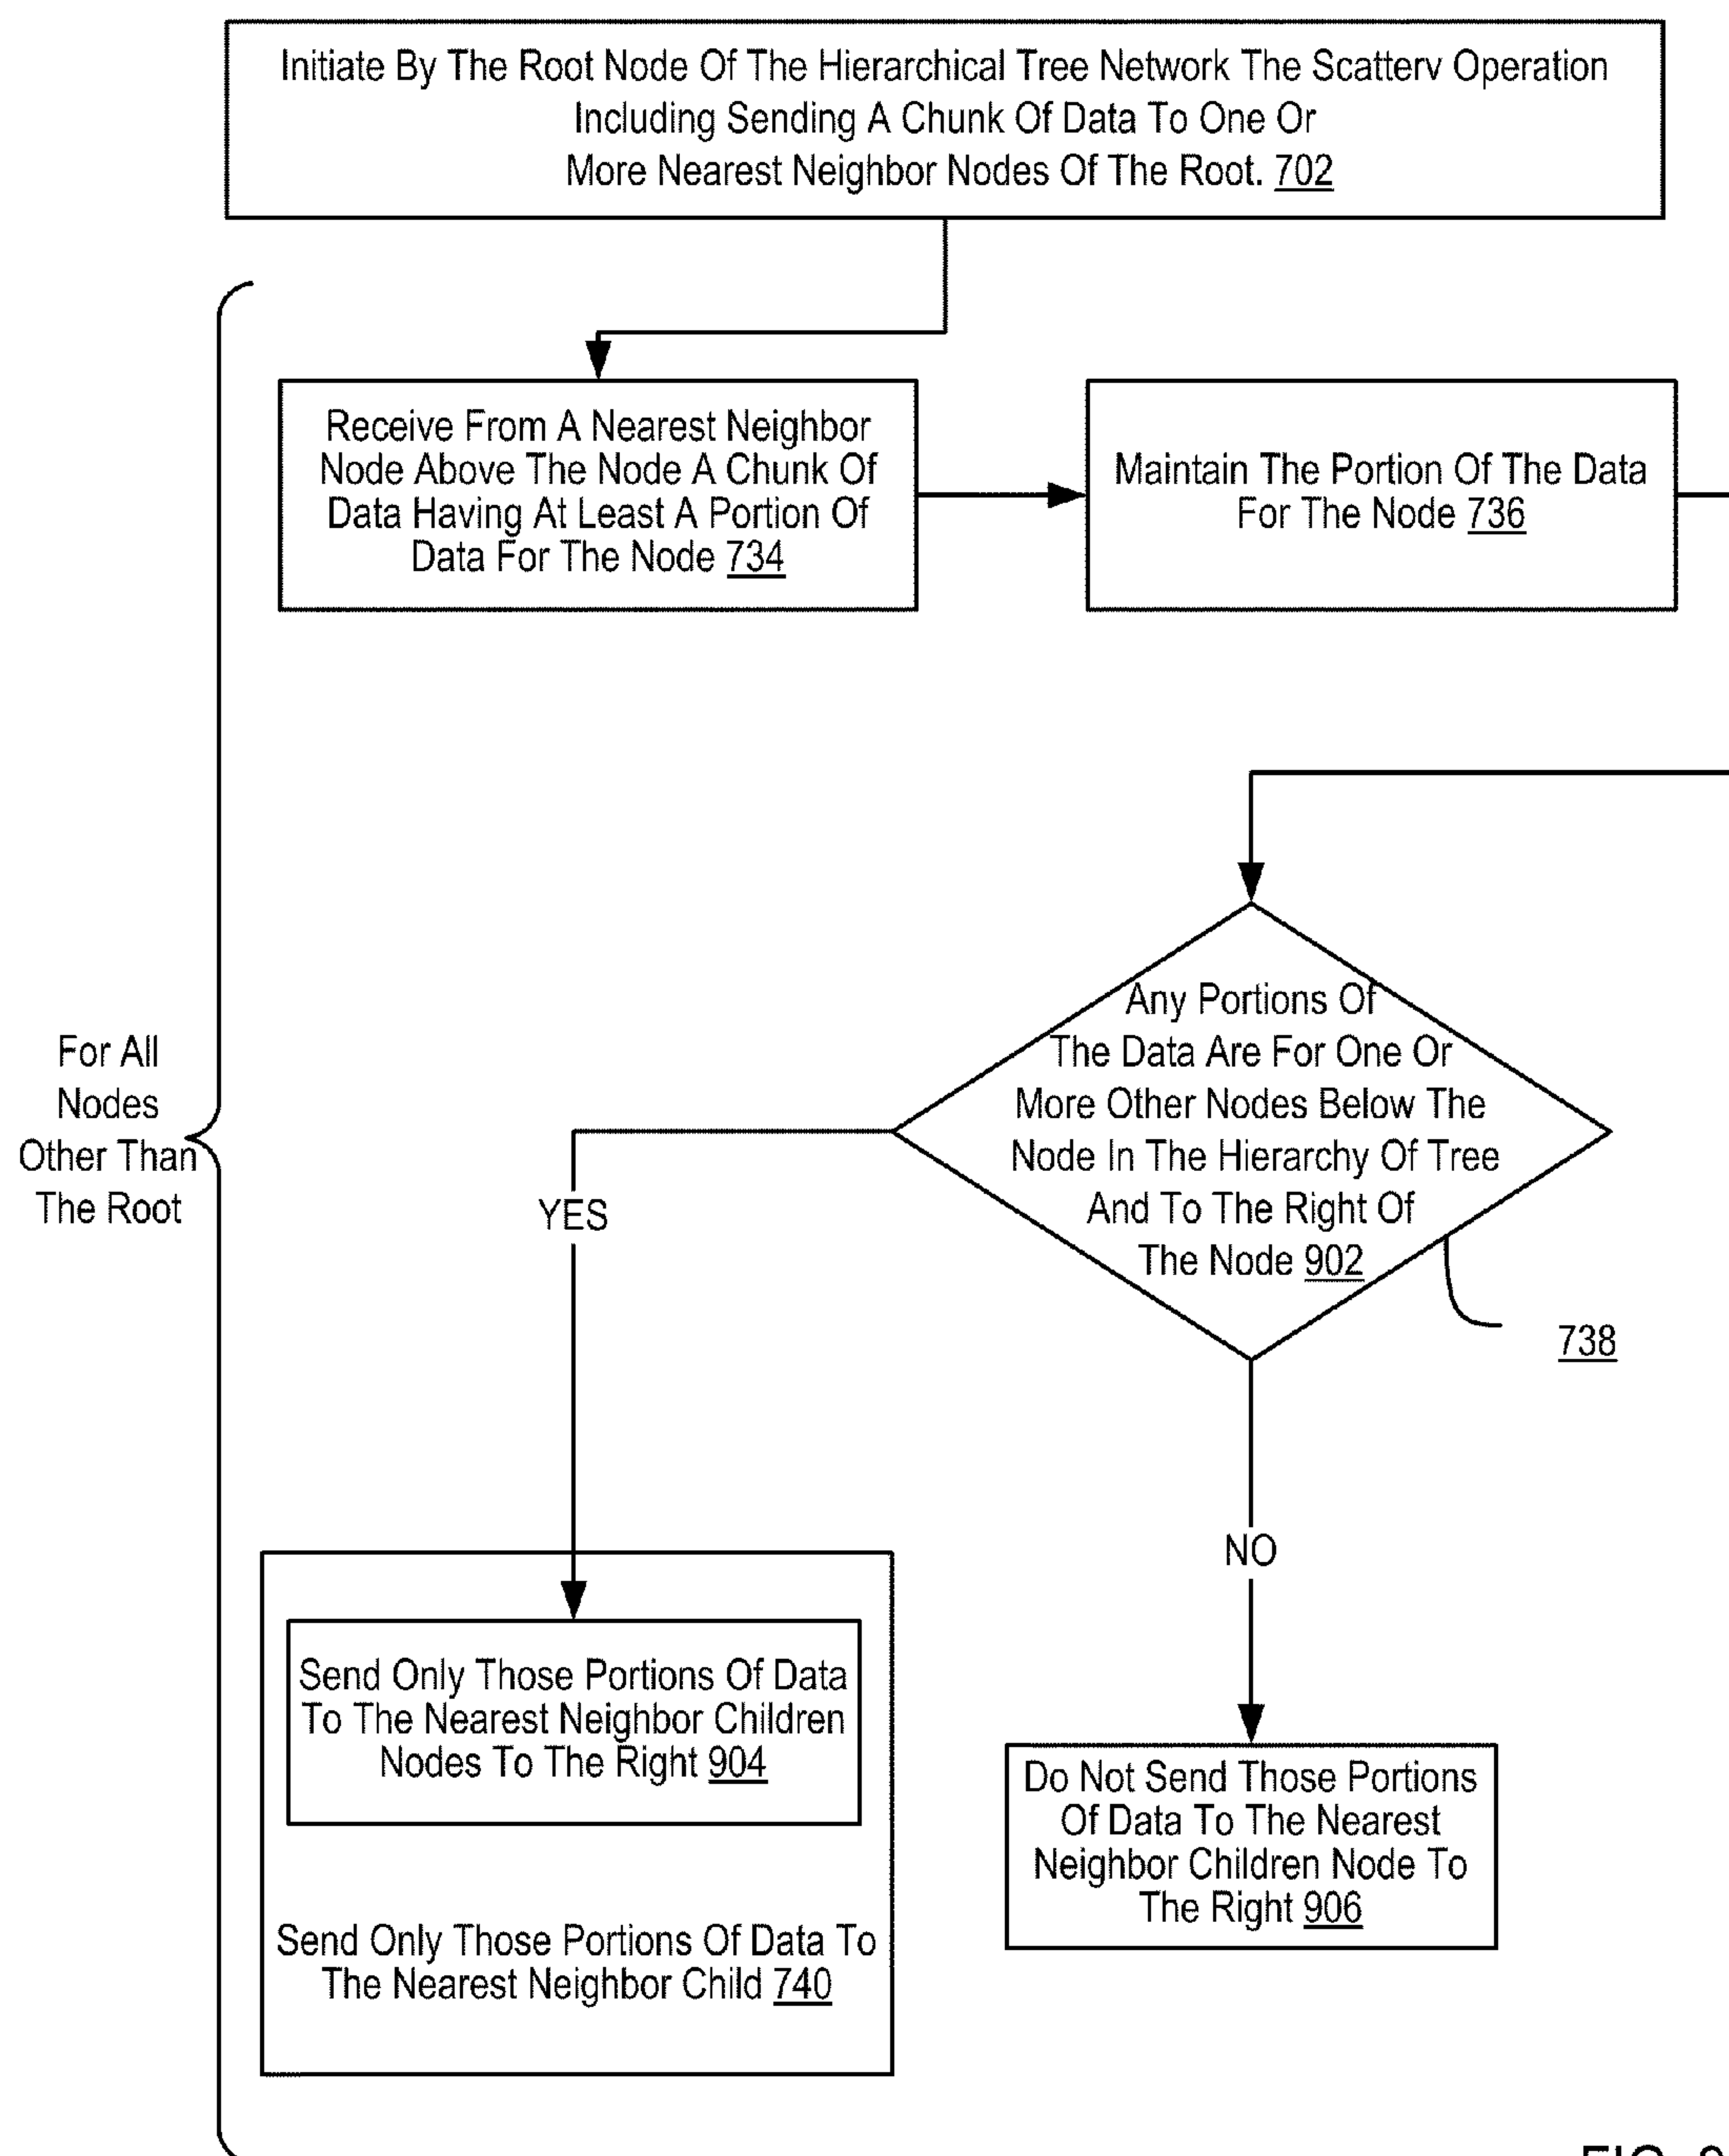 Initiate By The Root Node Of The Hierarchical Tree Network The Scatterv Operation
Including Sending A Chunk Of Data To One Or
More Nearest Neighbor Nodes Of The Root. 702
Receive From A Nearest Neighbor
Node Above The Node A Chunk Of
Data Having At Least A Portion Of
Data For The Node 734
Maintain The Portion Of The Data
For The Node 736
For All
Nodes
Other Than
The Root
Any Portions Of
The Data Are For One Or
More Other Nodes Below The
Node In The Hierarchy Of Tree
And To The Right Of
The Node 902
738
YES
NO
Send Only Those Portions Of Data
To The Nearest Neighbor Children
Nodes To The Right 904
Send Only Those Portions Of Data To
The Nearest Neighbor Child 740
Do Not Send Those Portions
Of Data To The Nearest
Neighbor Children Node To
The Right 906